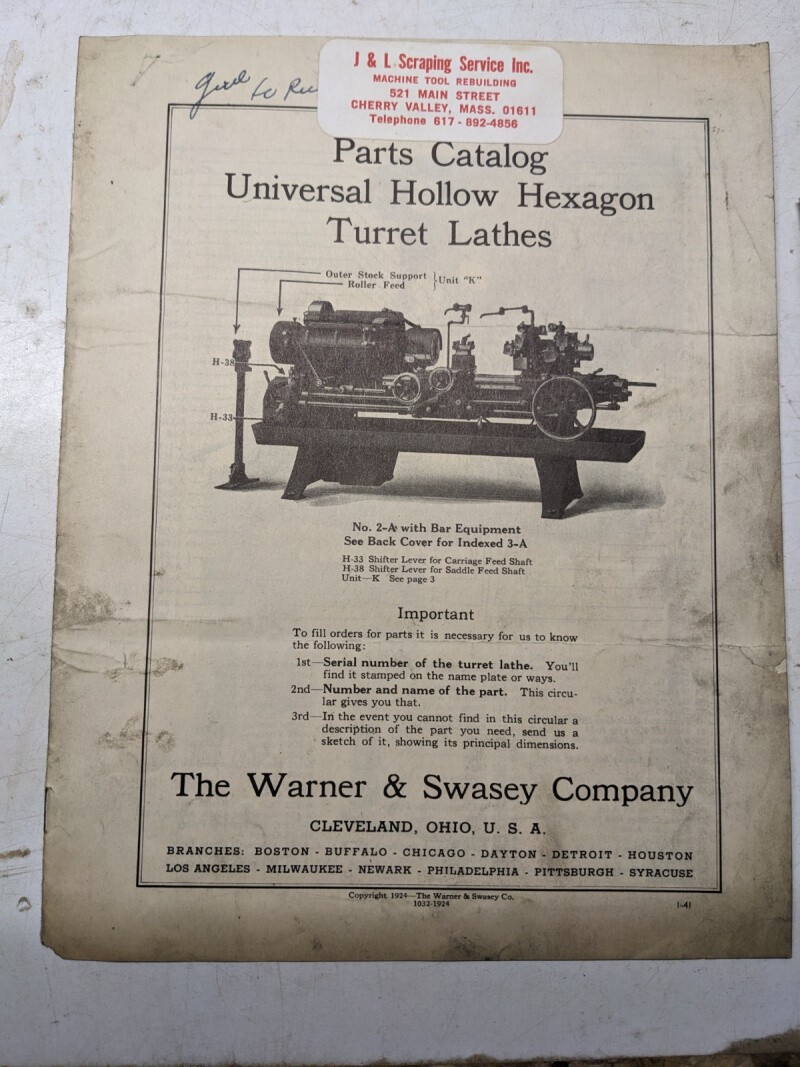 J & L Scraping Service Inc.
MACHINE TOOL REBUILDING
521 MAIN STREET
CHERRY VALLEY, MASS. 01611
Telephone 617 - 892-4856
to
Parts Catalog
Universal Hollow Hexagon
Turret Lathes
Outer Stock Support
Roller Feed
Unit "K"
H-38
H-33
No. 2-A with Bar Equipment
See Back Cover for Indexed 3-A
H-33 Shifter Lever for Carriage Feed Shaft
H-38 Shifter Lever for Saddle Feed Shaft
Unit—K See page 3
Important
To fill orders for parts it is necessary for us to know
the following:
1st—Serial number of the turret lathe. You'll
find it stamped on the name plate or ways.
2nd—Number and name of the part. This circu-
lar gives you that.
3rd—In the event you cannot find in this circular a
description of the part you need, send us a
sketch of it, showing its principal dimensions.
The Warner & Swasey Company
CLEVELAND, OHIO, U. S. A.
BRANCHES: BOSTON - BUFFALO - CHICAGO - DAYTON - DETROIT - HOUSTON
LOS ANGELES - MILWAUKEE - NEWARK - PHILADELPHIA - PITTSBURGH - SYRACUSE
Copyright 1924—The Warner & Swasey Co.
1032-1924
1-41